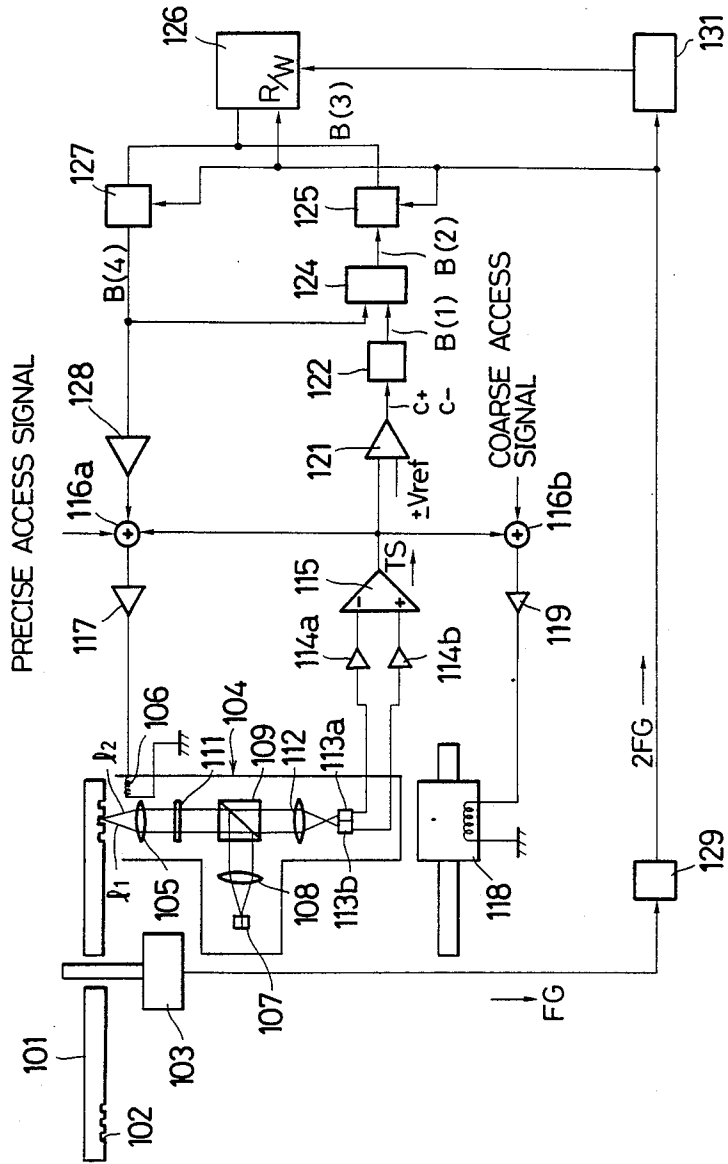 PRECISE ACCESS SIGNAL
COARSE ACCESS
SIGNAL
101
102
103
104
105
106
107
108
109
111
112
113a
113b
114a
114b
115
116a
116b
117
118
119
121
122
124
125
126
127
128
129
131
ℓ1
ℓ2
TS
±Vref
C+
C-
B(1)
B(2)
B(3)
B(4)
R/W
FG
2FG
+
+
-
+